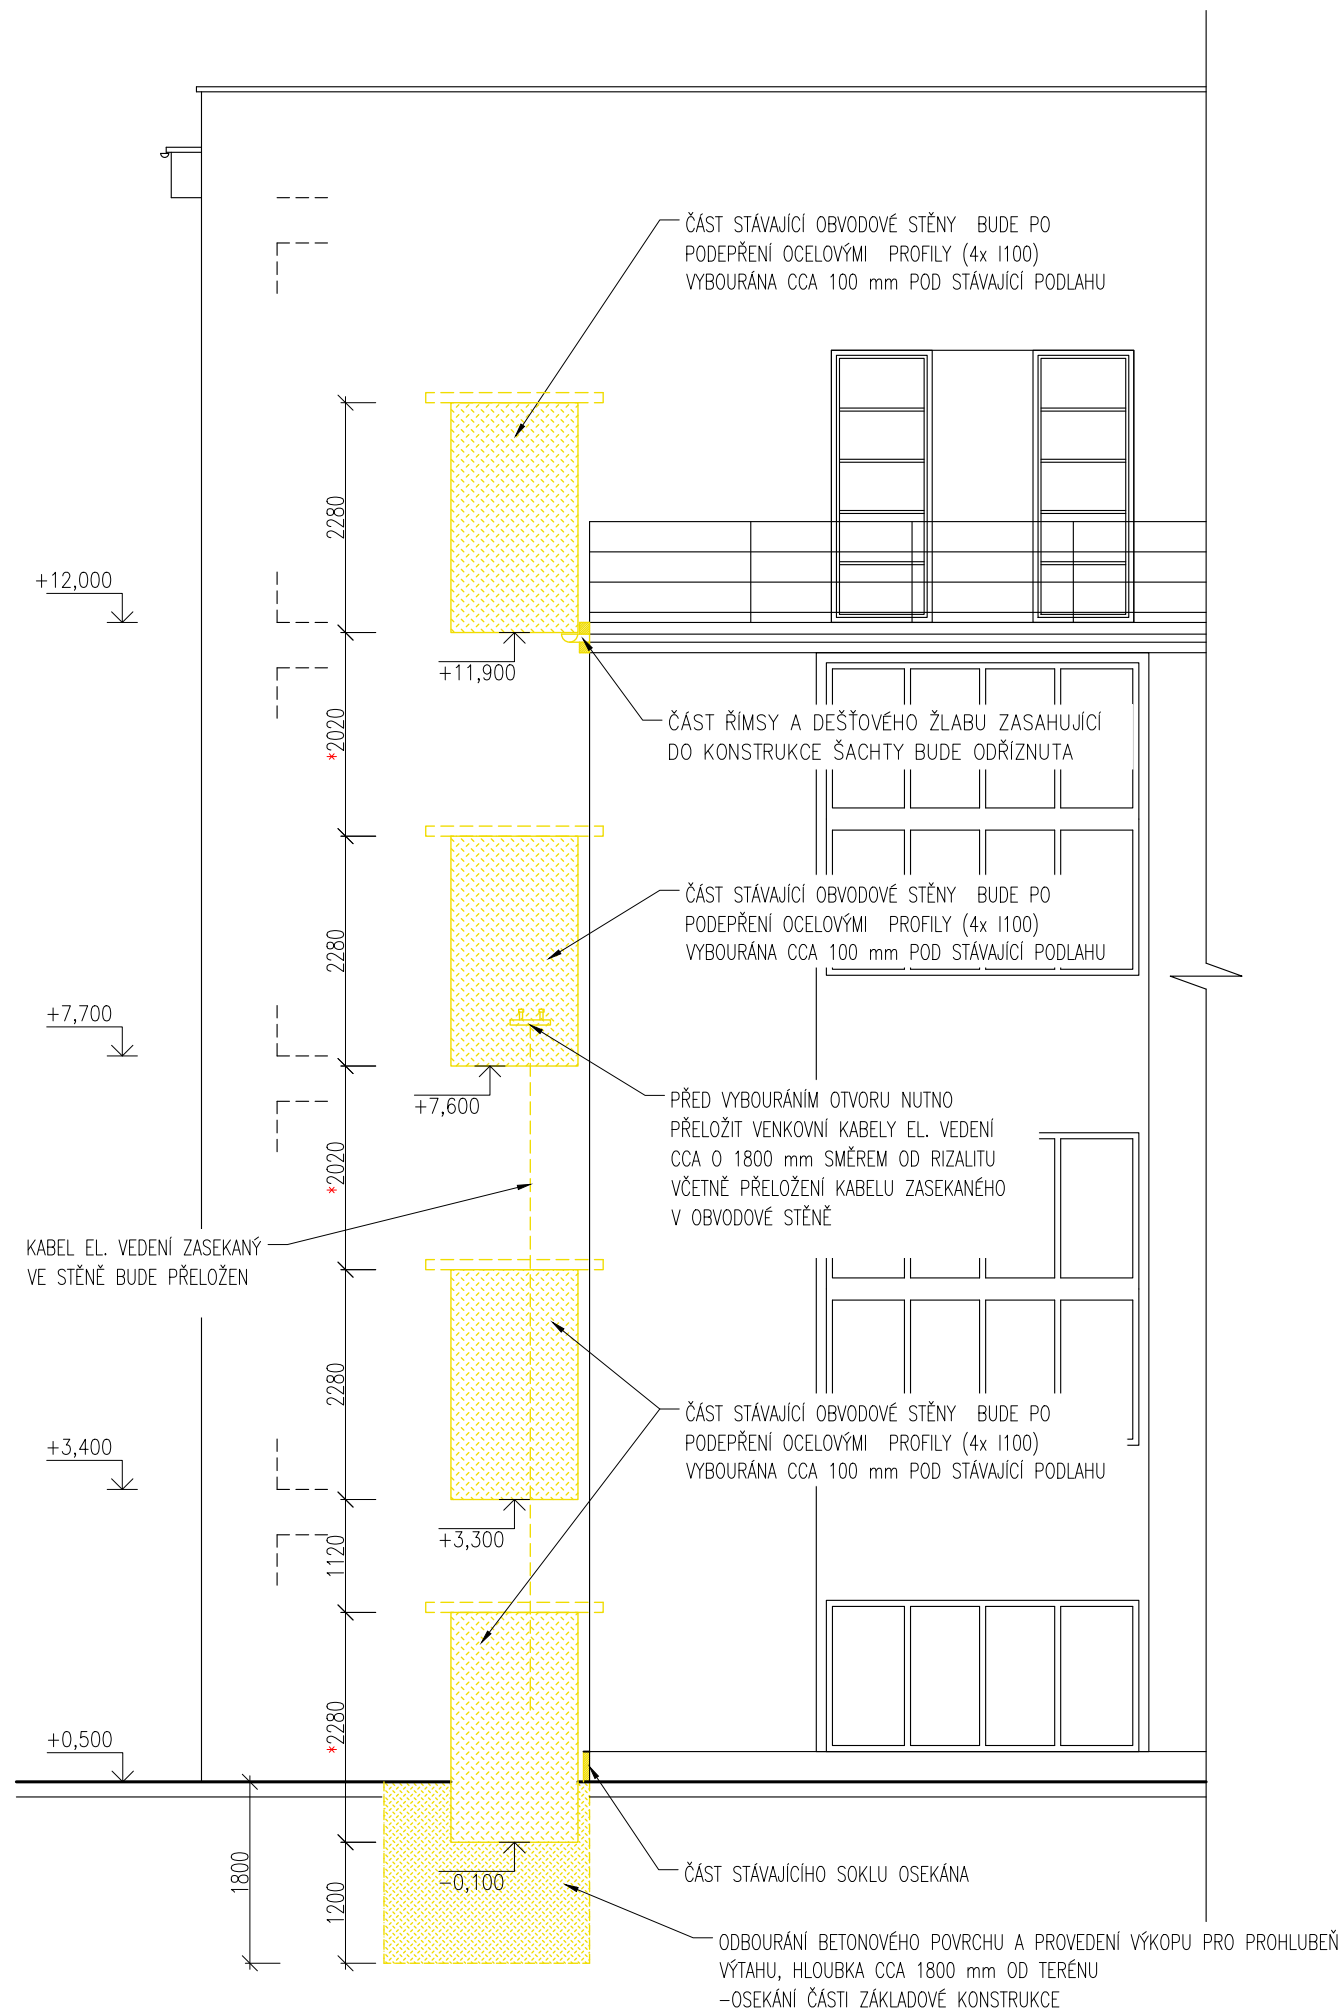 ČÁST STÁVAJÍCÍ OBVODOVÉ STĚNY BUDE PO
PODEPŘENÍ OCELOVÝMI PROFILY (4x I100)
VYBOURÁNA CCA 100 mm POD STÁVAJÍCÍ PODLAHU
2280
+12,000
+11,900
*2020
ČÁST ŘÍMSY A DEŠŤOVÉHO ŽLABU ZASAHUJÍCÍ
DO KONSTRUKCE ŠACHTY BUDE ODŘÍZNUTA
ČÁST STÁVAJÍCÍ OBVODOVÉ STĚNY BUDE PO
PODEPŘENÍ OCELOVÝMI PROFILY (4x I100)
VYBOURÁNA CCA 100 mm POD STÁVAJÍCÍ PODLAHU
2280
+7,700
+7,600
PŘED VYBOURÁNÍM OTVORU NUTNO
PŘELOŽIT VENKOVNÍ KABELY EL. VEDENÍ
CCA O 1800 mm SMĚREM OD RIZALITU
VČETNĚ PŘELOŽENÍ KABELU ZASEKANÉHO
V OBVODOVÉ STĚNĚ
*2020
KABEL EL. VEDENÍ ZASEKANÝ
VE STĚNĚ BUDE PŘELOŽEN
2280
ČÁST STÁVAJÍCÍ OBVODOVÉ STĚNY BUDE PO
PODEPŘENÍ OCELOVÝMI PROFILY (4x I100)
VYBOURÁNA CCA 100 mm POD STÁVAJÍCÍ PODLAHU
+3,400
+3,300
1120
*2280
+0,500
1800
-0,100
1200
ČÁST STÁVAJÍCÍHO SOKLU OSEKÁNA
ODBOURÁNÍ BETONOVÉHO POVRCHU A PROVEDENÍ VÝKOPU PRO PROHLUBEŇ
VÝTAHU, HLOUBKA CCA 1800 mm OD TERÉNU
-OSEKÁNÍ ČÁSTI ZÁKLADOVÉ KONSTRUKCE